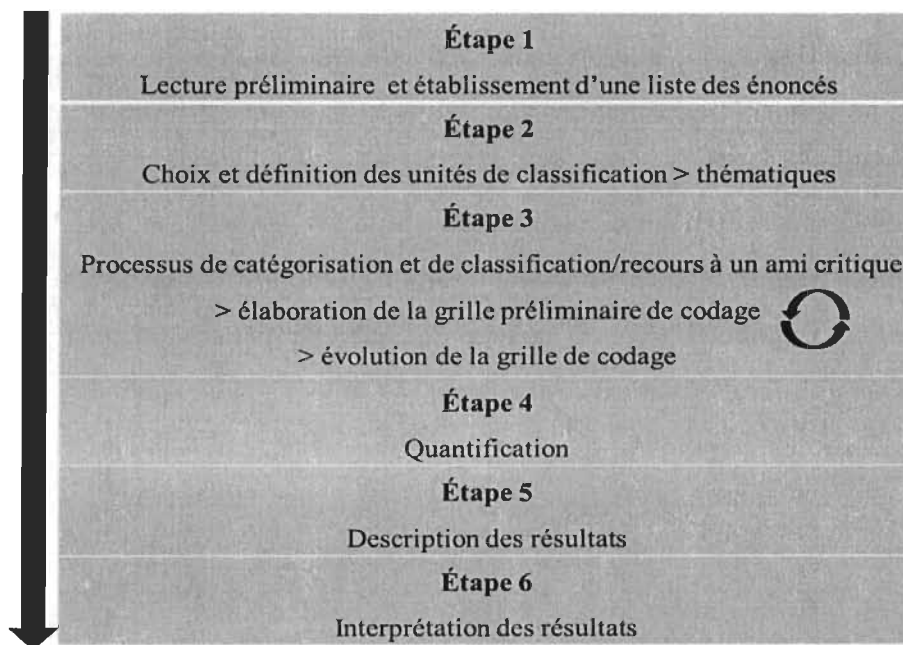 Étape 1
Lecture préliminaire et établissement d’une liste des énoncés
Étape 2
Choix et définition des unités de classification > thématiques
Étape 3
Processus de catégorisation et de classification/recours à un ami critique
> élaboration de la grille préliminaire de codage
> évolution de la grille de codage
Étape 4
Quantification
Étape 5
Description des résultats
Étape 6
Interprétation des résultats